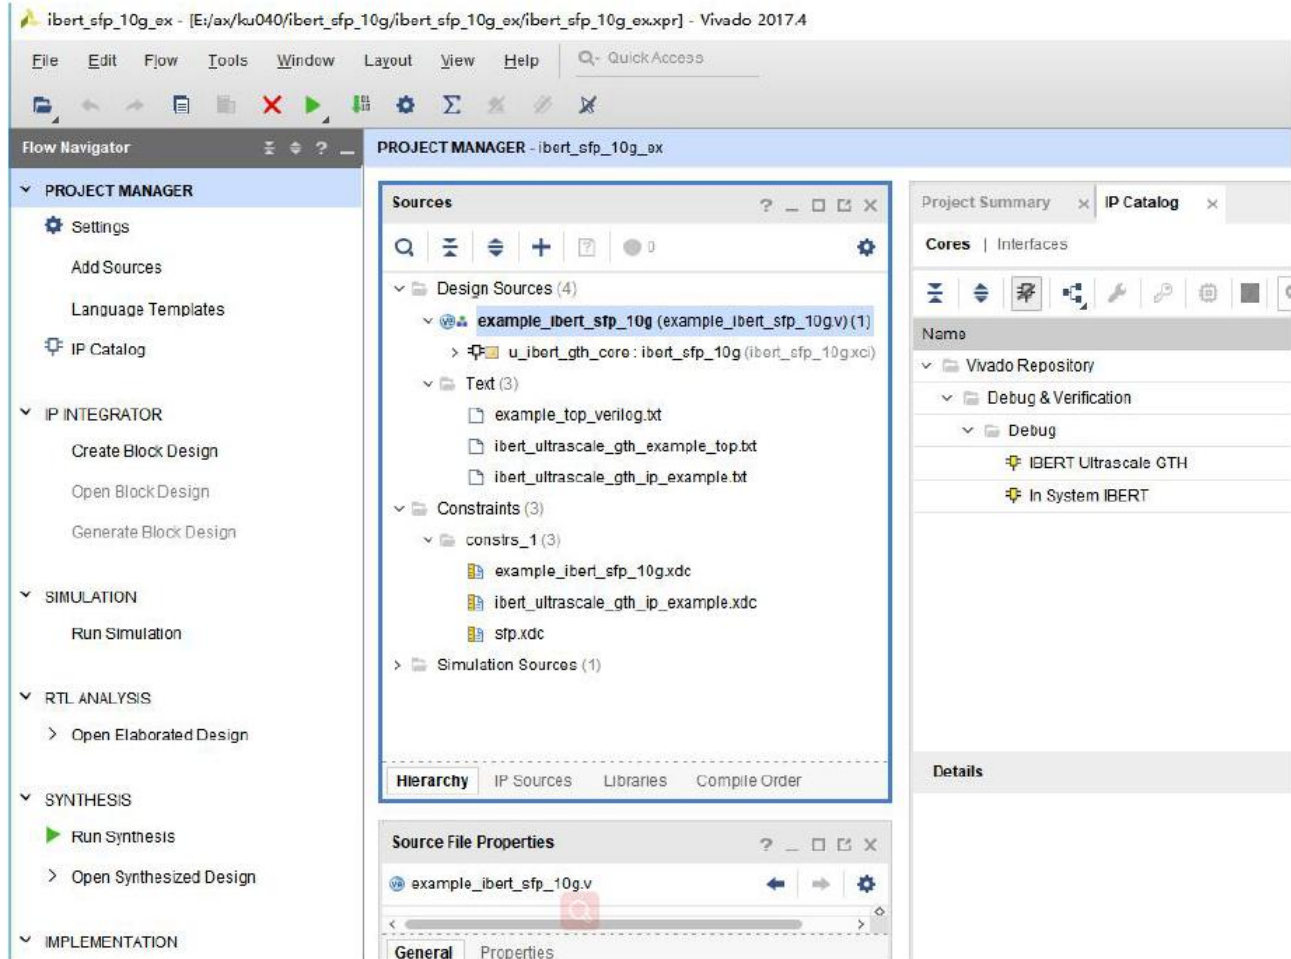 ibert_sfp_10g_ex - [E:/ax/ku040/ibert_sfp_10g/ibert_sfp_10g_ex/ibert_sfp_10g_ex.xpr] - Vivado 2017.4
File Edit Flow Tools Window Layout View Help Quick Access
Flow Navigator
PROJECT MANAGER
Settings
Add Sources
Language Templates
IP Catalog
IP INTEGRATOR
Create Block Design
Open Block Design
Generate Block Design
SIMULATION
Run Simulation
RTL ANALYSIS
Open Elaborated Design
SYNTHESIS
Run Synthesis
Open Synthesized Design
IMPLEMENTATION
PROJECT MANAGER - ibert_sfp_10g_ex
Sources
0
Design Sources (4)
example_ibert_sfp_10g (example_ibert_sfp_10g.v) (1)
u_ibert_gth_core : ibert_sfp_10g (ibert_sfp_10g.xci)
Text (3)
example_top_verilog.txt
ibert_ultrascale_gth_example_top.txt
ibert_ultrascale_gth_ip_example.txt
Constraints (3)
constrs_1 (3)
example_ibert_sfp_10g.xdc
ibert_ultrascale_gth_ip_example.xdc
sfp.xdc
Simulation Sources (1)
Hierarchy IP Sources Libraries Compile Order
Source File Properties
example_ibert_sfp_10g.v
General Properties
Project Summary IP Catalog
Cores | Interfaces
Name
Vivado Repository
Debug & Verification
Debug
IBERT Ultrascale GTH
In System IBERT
Details